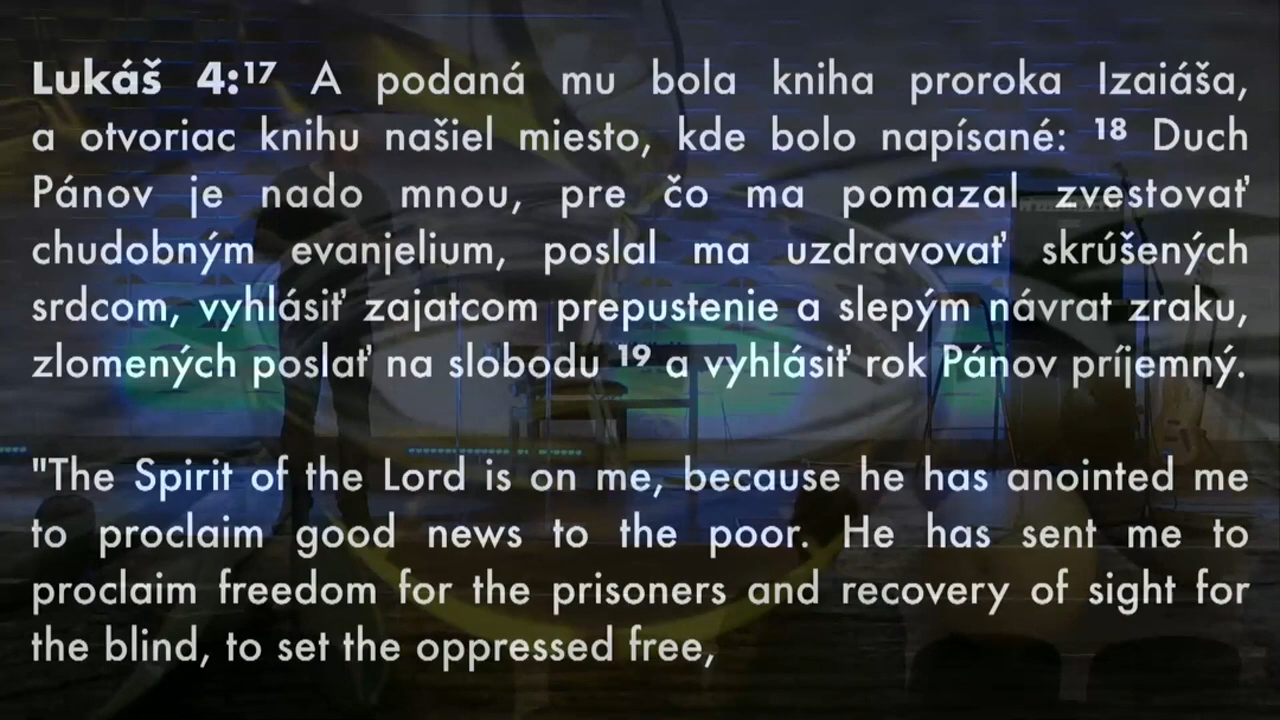 Lukáš 4:¹⁷ A podaná mu bola kniha proroka Izaiáša,
a otvoriac knihu našiel miesto, kde bolo napísané: ¹⁸ Duch
Pánov je nado mnou, pre čo ma pomazal zvestovať
chudobným evanjelium, poslal ma uzdravovať skrúšených
srdcom, vyhlásiť zajatcom prepustenie a slepým návrat zraku,
zlomených poslať na slobodu ¹⁹ a vyhlásiť rok Pánov príjemný.
"The Spirit of the Lord is on me, because he has anointed me
to proclaim good news to the poor. He has sent me to
proclaim freedom for the prisoners and recovery of sight for
the blind, to set the oppressed free,